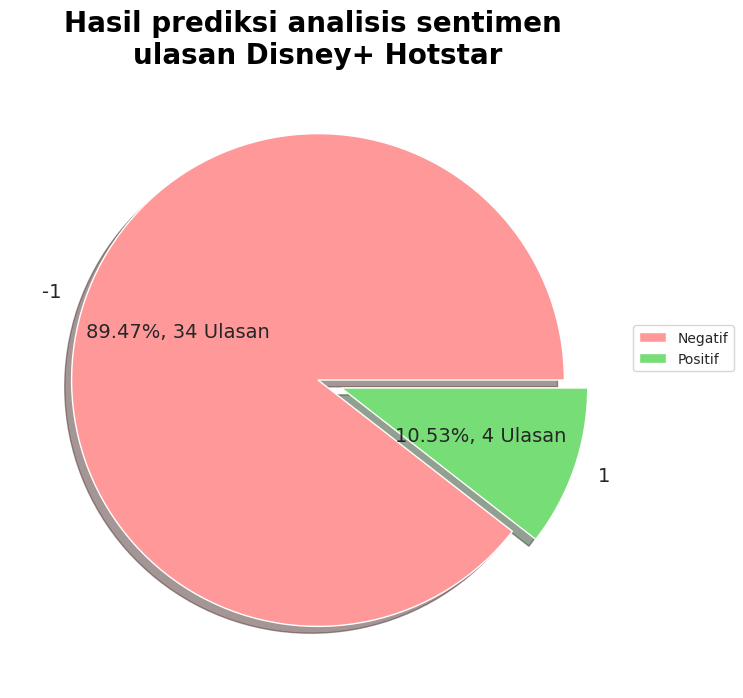 Hasil prediksi analisis sentimen
ulasan Disney+ Hotstar
-1
89.47%, 34 Ulasan
Negatif
Positif
10.53%, 4 Ulasan
1